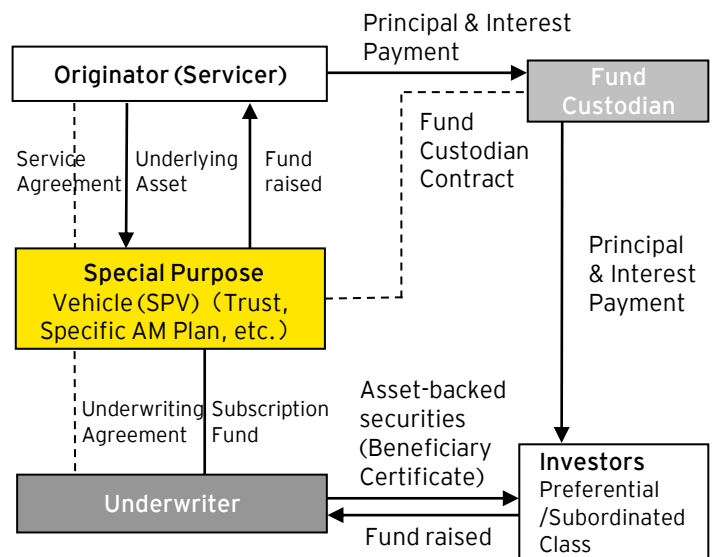 Principal & Interest
Payment
Originator (Servicer)
Fund
Custodian
Service
Agreement
Underlying
Asset
Fund
raised
Fund
Custodian
Contract
Special Purpose
Vehicle (SPV)（Trust,
Specific AM Plan, etc.）
Principal
& Interest
Payment
Underwriting
Agreement
Subscription
Fund
Asset-backed
securities
(Beneficiary
Certificate)
Underwriter
Fund raised
Investors
Preferential
/Subordinated
Class